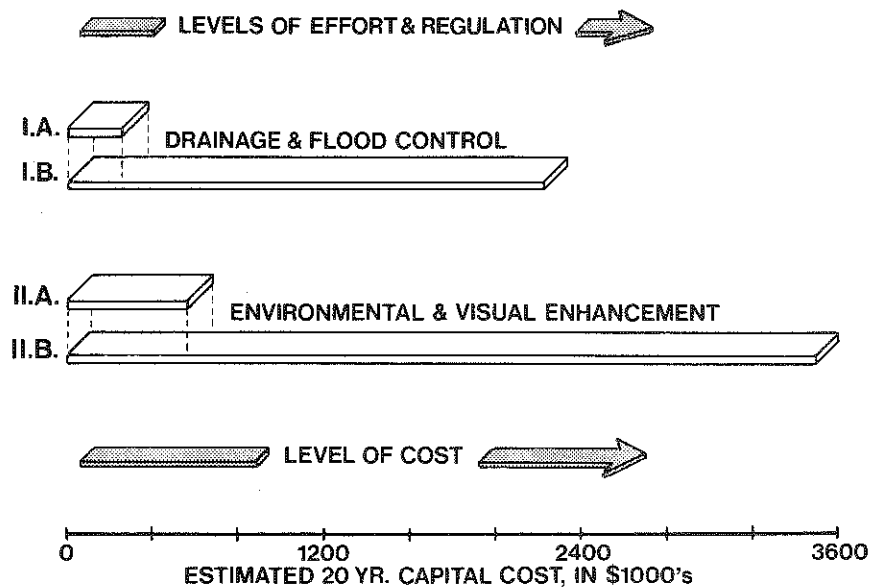 LEVELS OF EFFORT & REGULATION
I.A.
DRAINAGE & FLOOD CONTROL
I.B.
II.A.
ENVIRONMENTAL & VISUAL ENHANCEMENT
II.B.
LEVEL OF COST
0 1200 2400 3600
ESTIMATED 20 YR. CAPITAL COST, IN $1000's